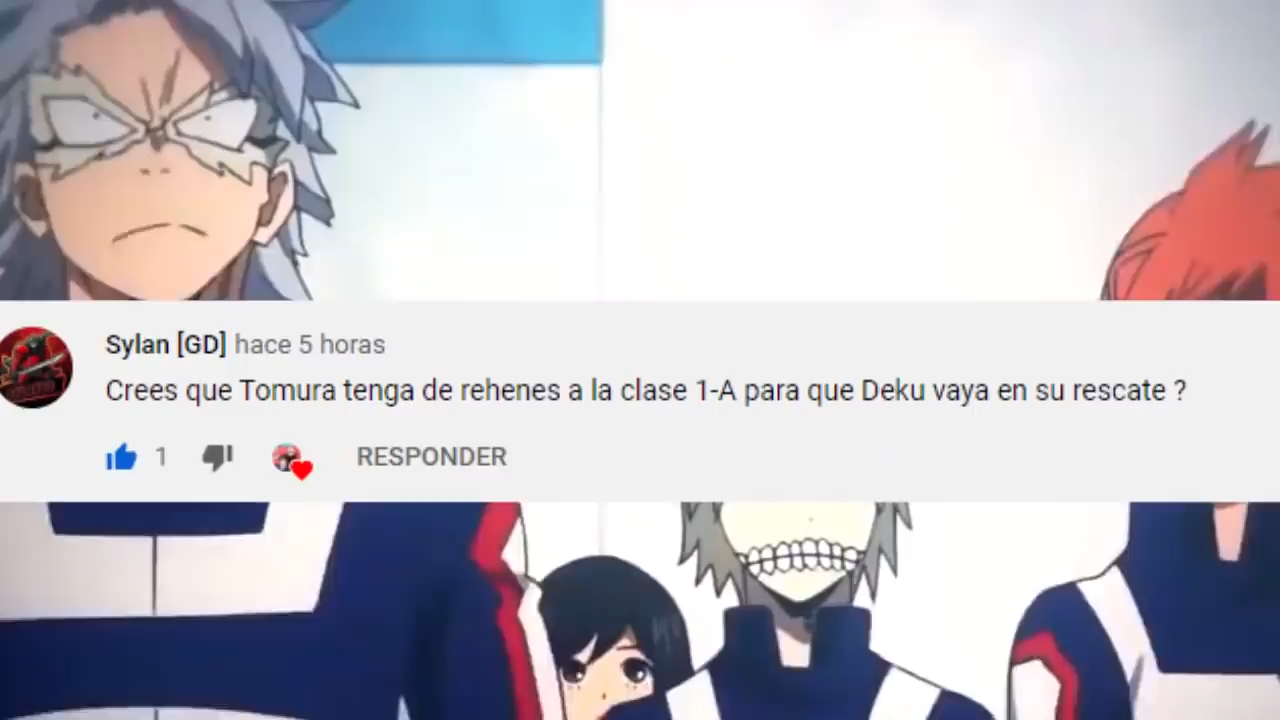 Sylan [GD] hace 5 horas
Crees que Tomura tenga de rehenes a la clase 1-A para que Deku vaya en su rescate ?
1
RESPONDER